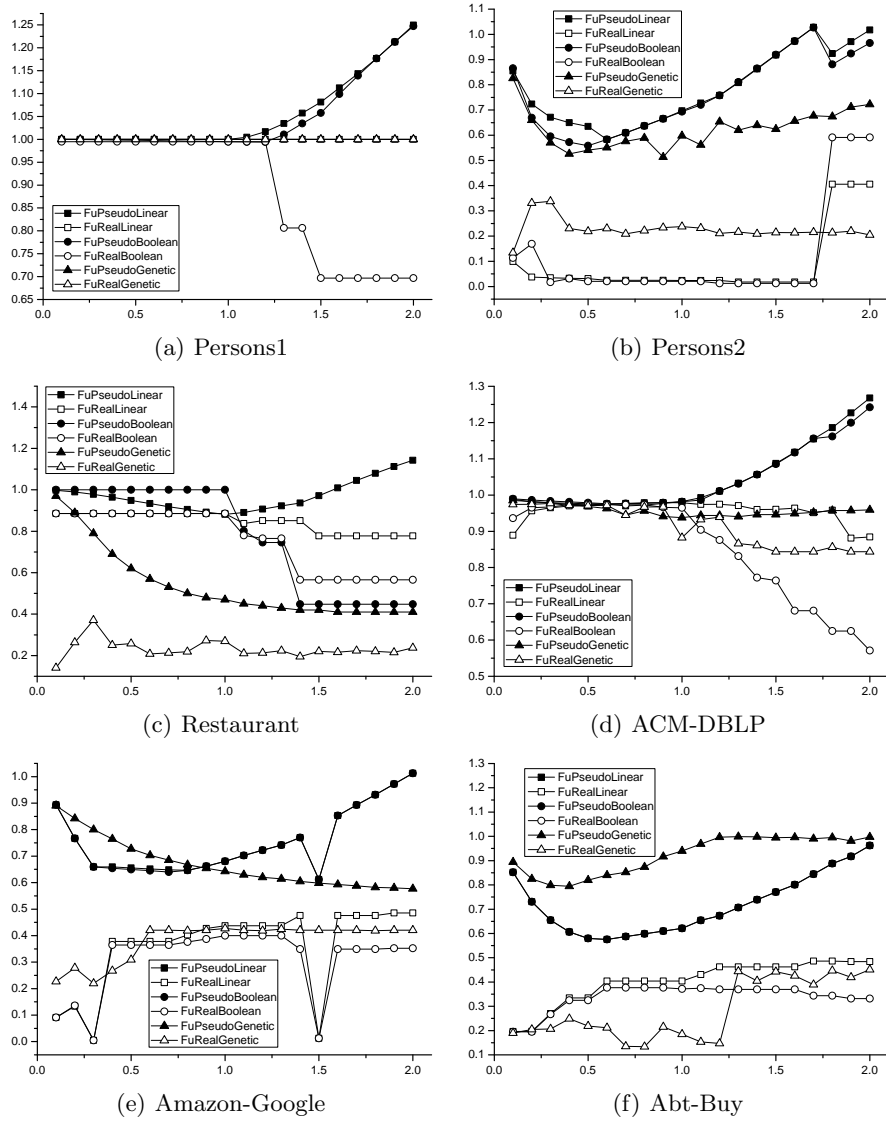 1.25
1.20
1.15
1.10
1.05
1.00
0.95
0.90
0.85
0.80
0.75
0.70
0.65
FuPseudoLinear
FuRealLinear
FuPseudoBoolean
FuRealBoolean
FuPseudoGenetic
FuRealGenetic
0.0 0.5 1.0 1.5 2.0
(a) Persons1
1.1
1.0
0.9
0.8
0.7
0.6
0.5
0.4
0.3
0.2
0.1
0.0
FuPseudoLinear
FuRealLinear
FuPseudoBoolean
FuRealBoolean
FuPseudoGenetic
FuRealGenetic
0.0 0.5 1.0 1.5 2.0
(b) Persons2
1.4
1.2
1.0
0.8
0.6
0.4
0.2
FuPseudoLinear
FuRealLinear
FuPseudoBoolean
FuRealBoolean
FuPseudoGenetic
FuRealGenetic
0.0 0.5 1.0 1.5 2.0
(c) Restaurant
1.3
1.2
1.1
1.0
0.9
0.8
0.7
0.6
0.5
FuPseudoLinear
FuRealLinear
FuPseudoBoolean
FuRealBoolean
FuPseudoGenetic
FuRealGenetic
0.0 0.5 1.0 1.5 2.0
(d) ACM-DBLP
1.0
0.9
0.8
0.7
0.6
0.5
0.4
0.3
0.2
0.1
0.0
FuPseudoLinear
FuRealLinear
FuPseudoBoolean
FuRealBoolean
FuPseudoGenetic
FuRealGenetic
0.0 0.5 1.0 1.5 2.0
(e) Amazon-Google
1.3
1.2
1.1
1.0
0.9
0.8
0.7
0.6
0.5
0.4
0.3
0.2
0.1
FuPseudoLinear
FuRealLinear
FuPseudoBoolean
FuRealBoolean
FuPseudoGenetic
FuRealGenetic
0.0 0.5 1.0 1.5 2.0
(f) Abt-Buy